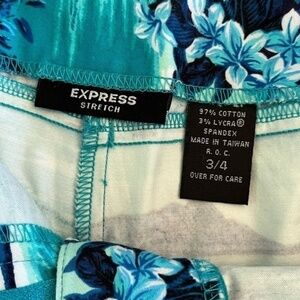 EXPRESS
STRETCH
97% COTTON
3% LYCRA®
SPANDEX
MADE IN TAIWAN
R. O. C.
3/4
OVER FOR CARE